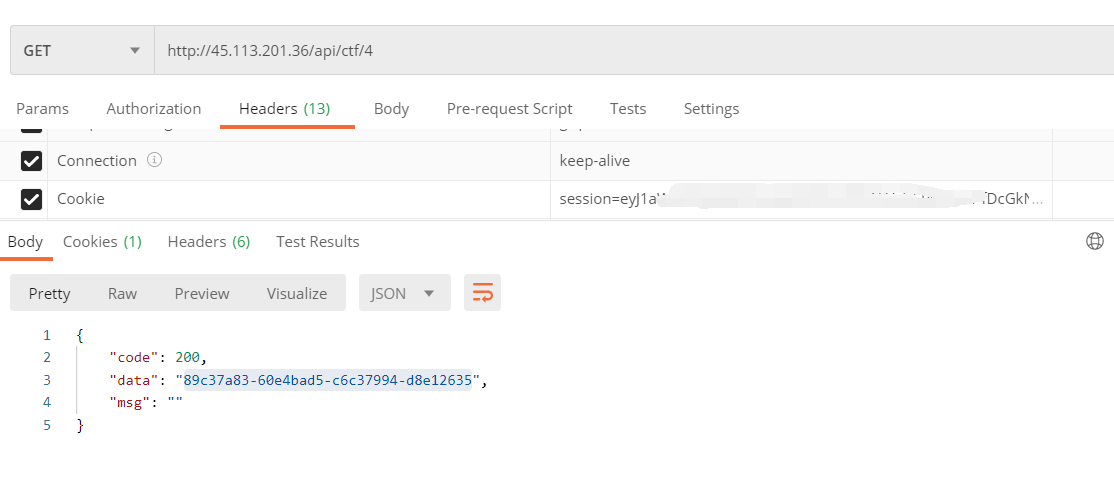 GET http://45.113.201.36/api/ctf/4
Params Authorization Headers (13) Body Pre-request Script Tests Settings
Connection keep-alive
Cookie session=eyJ1a
Body Cookies (1) Headers (6) Test Results
Pretty Raw Preview Visualize JSON
1 {
2 "code": 200,
3 "data": "89c37a83-60e4bad5-c6c37994-d8e12635",
4 "msg": ""
5 }